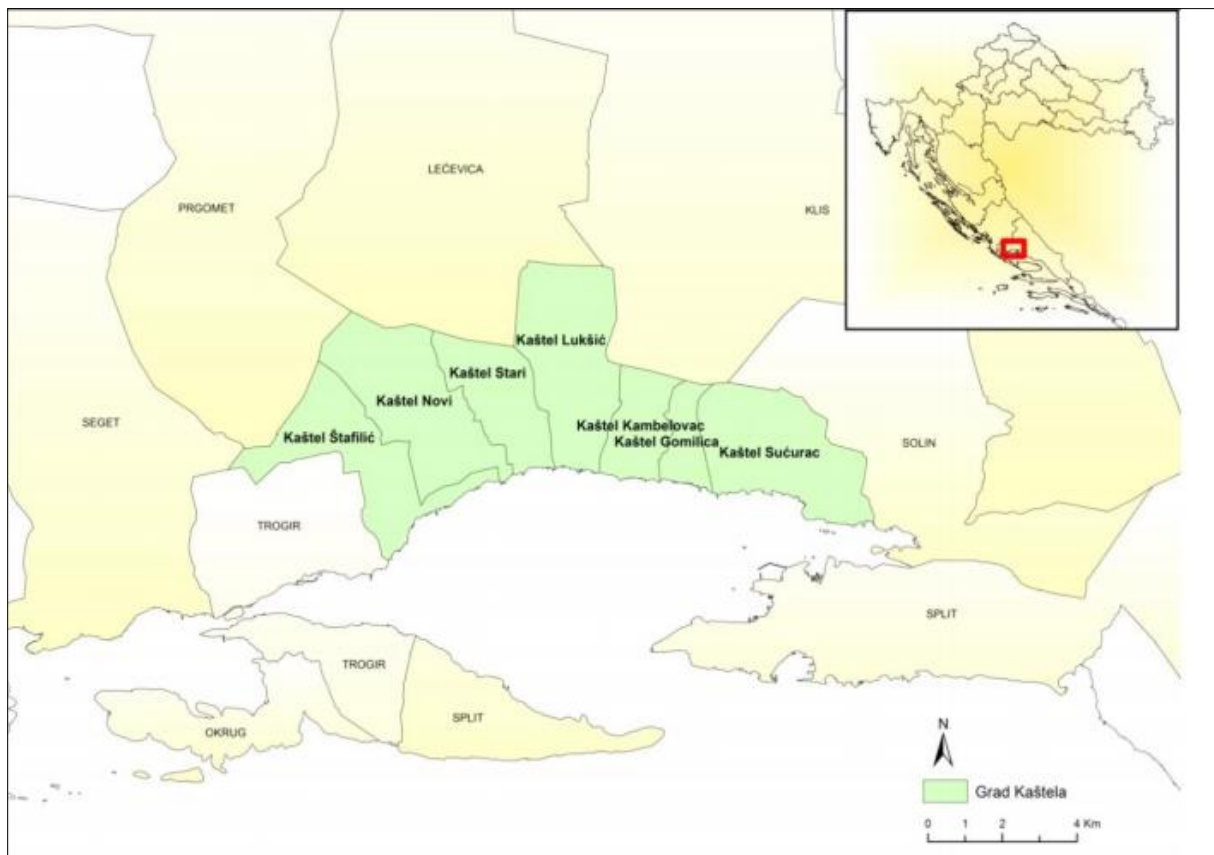 LEĆEVICA
PRGOMET
KLIS
Kaštel Lukšić
Kaštel Stari
Kaštel Novi
SEGET
Kaštel Štafilić
Kaštel Kambelovac
Kaštel Gomilica
Kaštel Sućurac
SOLIN
TROGIR
SPLIT
TROGIR
SPLIT
OKRUG
N
Grad Kaštela
0 1 2 4 Km